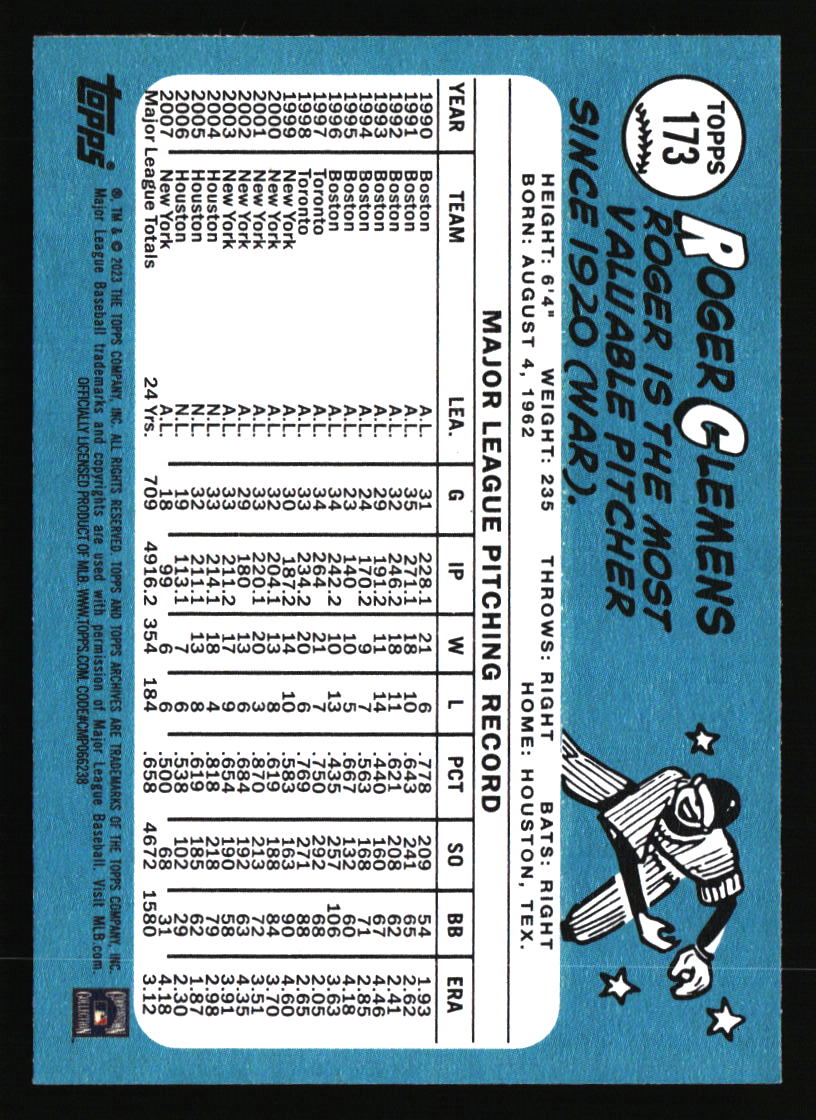 TOPPS
173
ROGER CLEMENS
ROGER IS THE MOST
VALUABLE PITCHER
SINCE 1920 (WAR).
HEIGHT: 6'4" WEIGHT: 235 THROWS: RIGHT BATS: RIGHT
BORN: AUGUST 4, 1962 HOME: HOUSTON, TEX.
MAJOR LEAGUE PITCHING RECORD
YEAR TEAM LEA. G IP W L PCT SO BB ERA
1990 Boston A.L. 31 228.1 21 6 .778 209 54 1.93
1991 Boston A.L. 35 271.1 18 10 .643 241 65 2.62
1992 Boston A.L. 32 246.2 18 11 .621 208 62 2.41
1993 Boston A.L. 29 191.2 11 14 .440 160 67 4.46
1994 Boston A.L. 24 170.2 9 7 .563 168 71 2.85
1995 Boston A.L. 23 140 10 5 .667 132 60 4.18
1996 Boston A.L. 34 242.2 10 13 .435 257 106 3.63
1997 Toronto A.L. 34 264 21 7 .750 292 68 2.05
1998 Toronto A.L. 33 234.2 20 6 .769 271 88 2.65
1999 New York A.L. 30 187.2 14 10 .583 163 90 4.60
2000 New York A.L. 32 204.1 13 8 .619 188 84 3.70
2001 New York A.L. 33 220.1 20 3 .870 213 72 3.51
2002 New York A.L. 29 180 13 6 .684 192 63 4.35
2003 New York A.L. 33 211.2 17 9 .654 190 58 3.91
2004 Houston N.L. 33 214.1 18 4 .818 218 79 2.98
2005 Houston N.L. 32 211.1 13 8 .619 185 62 1.87
2006 Houston N.L. 19 113.1 7 6 .538 102 29 2.30
2007 New York A.L. 18 99 6 6 .500 68 31 4.18
Major League Totals 24 Yrs. 709 4916.2 354 184 .658 4672 1580 3.12
topps®
®, TM & © 2023 THE TOPPS COMPANY, INC. ALL RIGHTS RESERVED. TOPPS AND TOPPS ARCHIVES ARE TRADEMARKS OF THE TOPPS COMPANY, INC.
Major League Baseball trademarks and copyrights are used with permission of Major League Baseball. Visit MLB.com.
OFFICIALLY LICENSED PRODUCT OF MLB. WWW.TOPPS.COM. CODE#CMP066238
COOPERSTOWN
COLLECTION